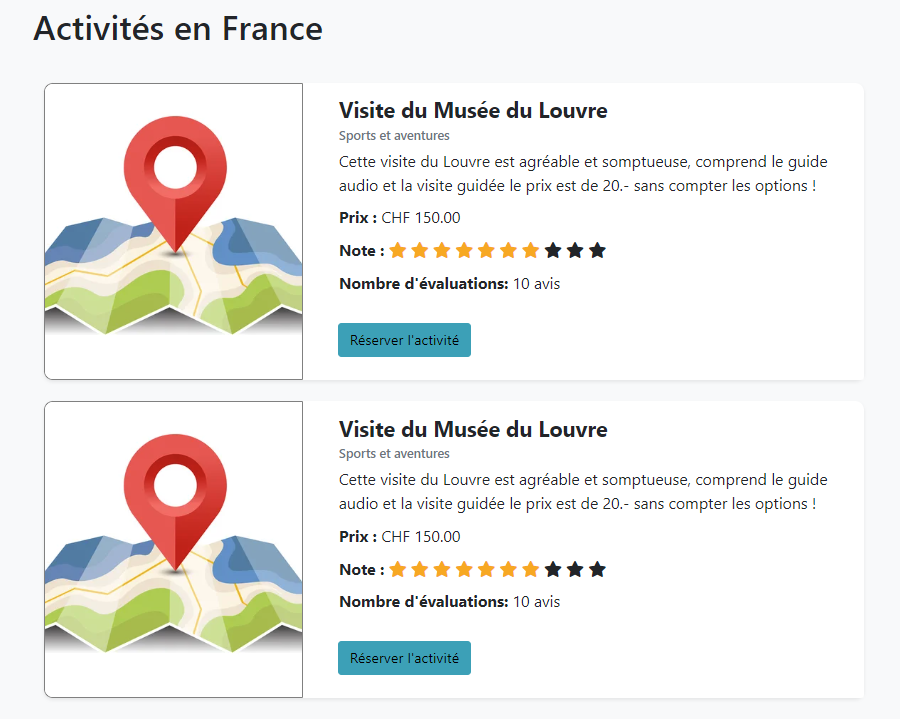 Activités en France
Visite du Musée du Louvre
Sports et aventures
Cette visite du Louvre est agréable et somptueuse, comprend le guide
audio et la visite guidée le prix est de 20.- sans compter les options !
Prix : CHF 150.00
Note :
Nombre d'évaluations: 10 avis
Réserver l'activité
Visite du Musée du Louvre
Sports et aventures
Cette visite du Louvre est agréable et somptueuse, comprend le guide
audio et la visite guidée le prix est de 20.- sans compter les options !
Prix : CHF 150.00
Note :
Nombre d'évaluations: 10 avis
Réserver l'activité